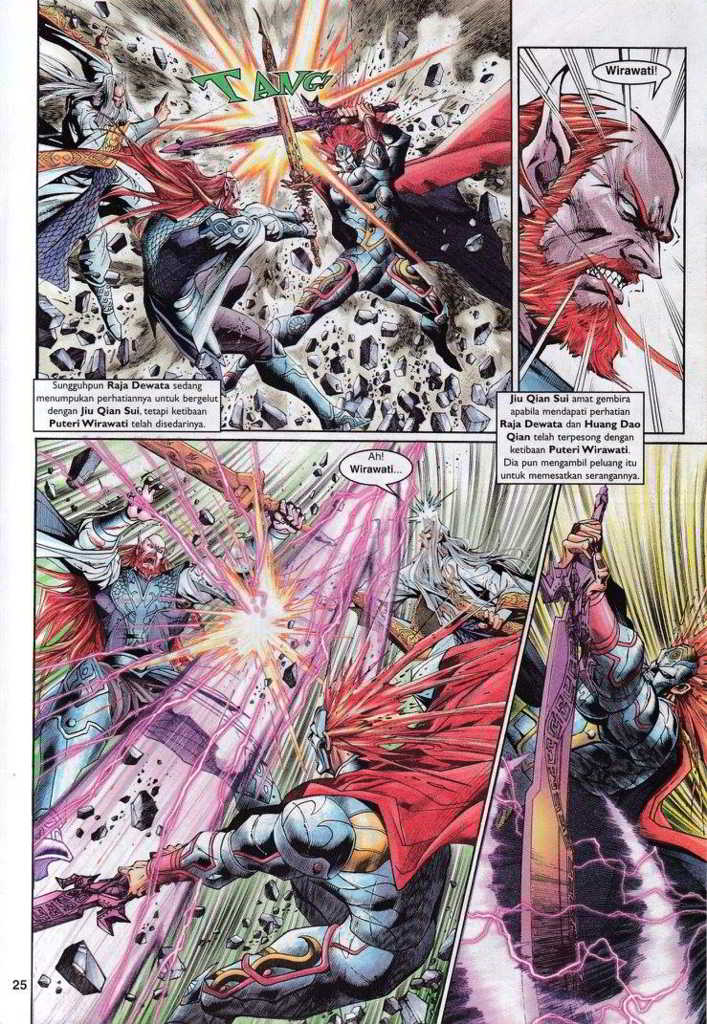 TANG
Wirawati!
Sungguhpun Raja Dewata sedang
menumpukan perhatiannya untuk bergelut
dengan Jiu Qian Sui, tetapi ketibaan
Puteri Wirawati telah disedarinya.
Jiu Qian Sui amat gembira
apabila mendapati perhatian
Raja Dewata dan Huang Dao
Qian telah terpesong dengan
ketibaan Puteri Wirawati.
Dia pun mengambil peluang itu
untuk memesatkan serangannya.
Ah!
Wirawati...
25